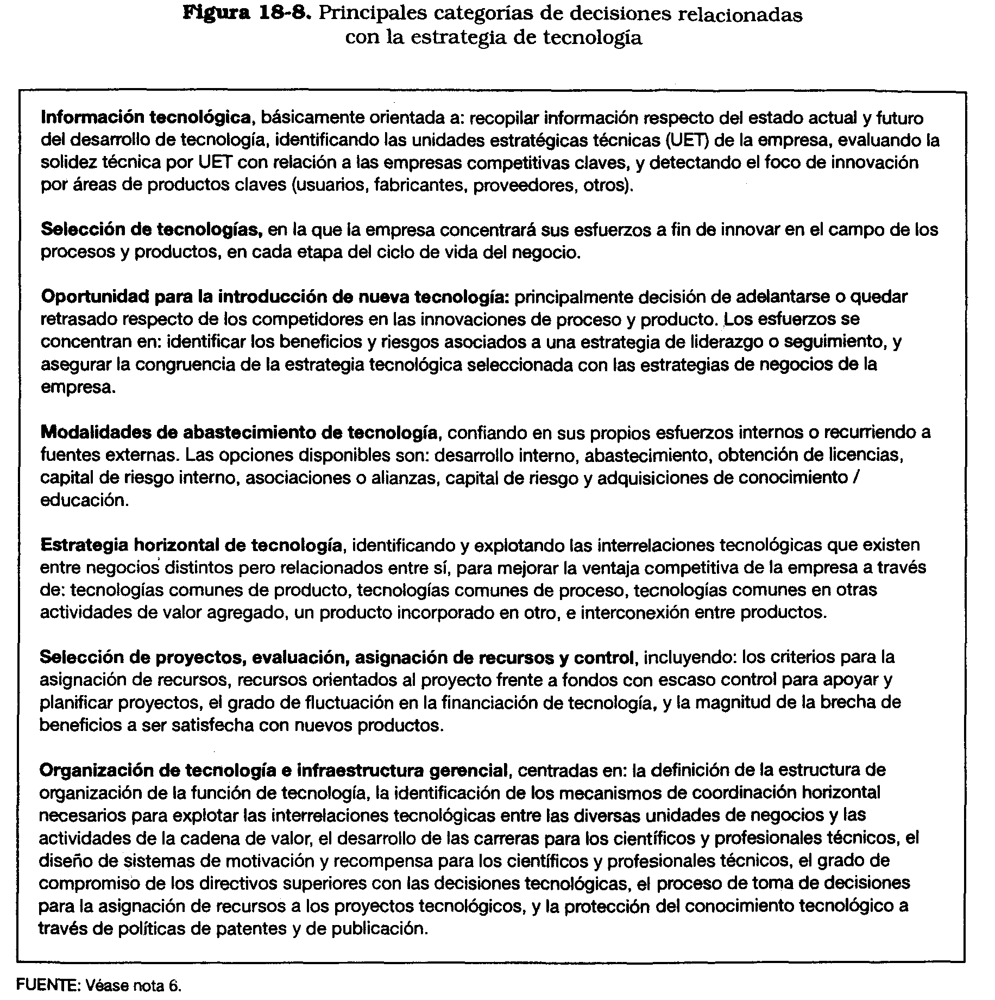 Figura 18-8. Principales categorías de decisiones relacionadas
con la estrategia de tecnología
Información tecnológica, básicamente orientada a: recopilar información respecto del estado actual y futuro
del desarrollo de tecnología, identificando las unidades estratégicas técnicas (UET) de la empresa, evaluando la
solidez técnica por UET con relación a las empresas competitivas claves, y detectando el foco de innovación
por áreas de productos claves (usuarios, fabricantes, proveedores, otros).
Selección de tecnologías, en la que la empresa concentrará sus esfuerzos a fin de innovar en el campo de los
procesos y productos, en cada etapa del ciclo de vida del negocio.
Oportunidad para la introducción de nueva tecnología: principalmente decisión de adelantarse o quedar
retrasado respecto de los competidores en las innovaciones de proceso y producto. Los esfuerzos se
concentran en: identificar los beneficios y riesgos asociados a una estrategia de liderazgo o seguimiento, y
asegurar la congruencia de la estrategia tecnológica seleccionada con las estrategias de negocios de la
empresa.
Modalidades de abastecimiento de tecnología, confiando en sus propios esfuerzos internos o recurriendo a
fuentes externas. Las opciones disponibles son: desarrollo interno, abastecimiento, obtención de licencias,
capital de riesgo interno, asociaciones o alianzas, capital de riesgo y adquisiciones de conocimiento /
educación.
Estrategia horizontal de tecnología, identificando y explotando las interrelaciones tecnológicas que existen
entre negocios distintos pero relacionados entre sí, para mejorar la ventaja competitiva de la empresa a través
de: tecnologías comunes de producto, tecnologías comunes de proceso, tecnologías comunes en otras
actividades de valor agregado, un producto incorporado en otro, e interconexión entre productos.
Selección de proyectos, evaluación, asignación de recursos y control, incluyendo: los criterios para la
asignación de recursos, recursos orientados al proyecto frente a fondos con escaso control para apoyar y
planificar proyectos, el grado de fluctuación en la financiación de tecnología, y la magnitud de la brecha de
beneficios a ser satisfecha con nuevos productos.
Organización de tecnología e infraestructura gerencial, centradas en: la definición de la estructura de
organización de la función de tecnología, la identificación de los mecanismos de coordinación horizontal
necesarios para explotar las interrelaciones tecnológicas entre las diversas unidades de negocios y las
actividades de la cadena de valor, el desarrollo de las carreras para los científicos y profesionales técnicos, el
diseño de sistemas de motivación y recompensa para los científicos y profesionales técnicos, el grado de
compromiso de los directivos superiores con las decisiones tecnológicas, el proceso de toma de decisiones
para la asignación de recursos a los proyectos tecnológicos, y la protección del conocimiento tecnológico a
través de políticas de patentes y de publicación.
FUENTE: Véase nota 6.